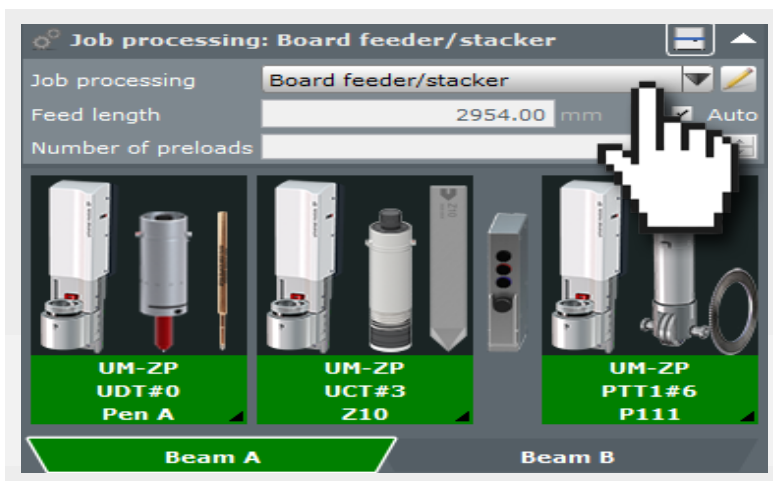 Job processing: Board feeder/stacker
Job processing Board feeder/stacker
Feed length 2954.00 mm Auto
Number of preloads
Z10
UM-ZP UM-ZP UM-ZP
UDT#0 UCT#3 PTT1#6
Pen A Z10 P111
Beam A Beam B